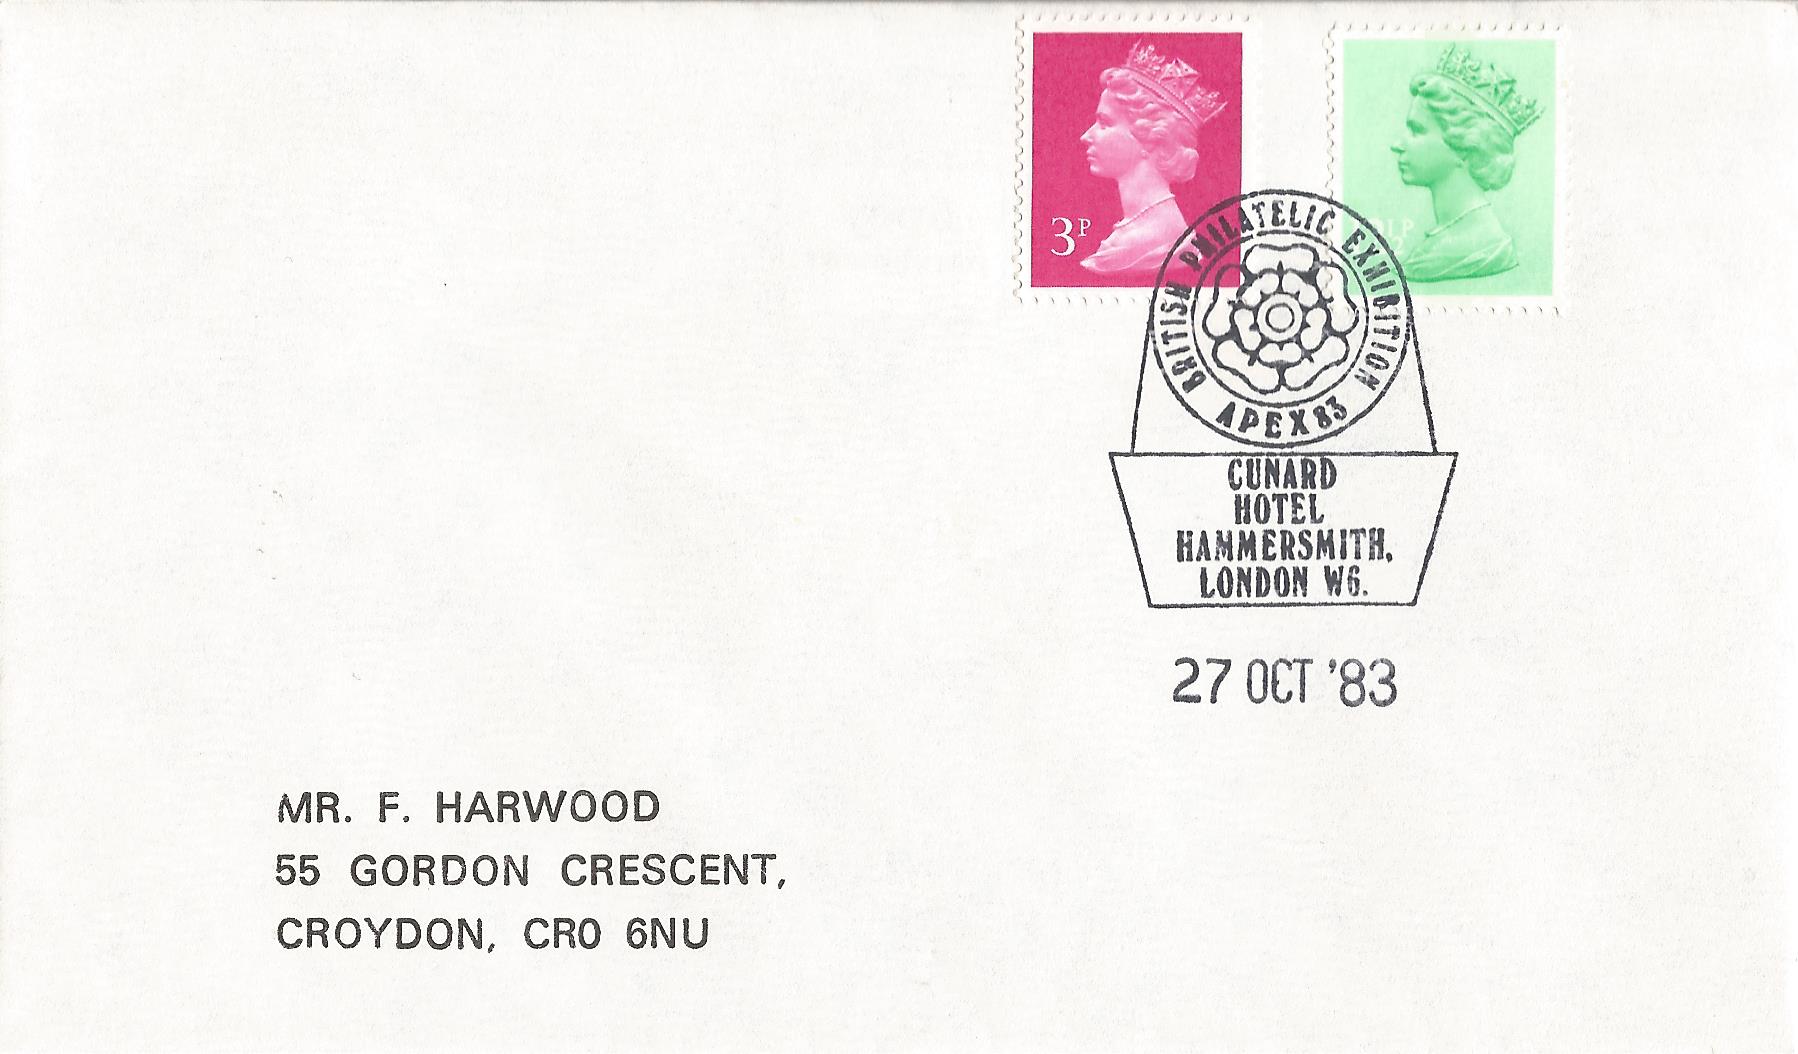 3P
BRITISH PHILATELIC EXHIBITION
APEX 83
CUNARD
HOTEL
HAMMERSMITH,
LONDON W6.
27 OCT '83
MR. F. HARWOOD
55 GORDON CRESCENT,
CROYDON, CR0 6NU